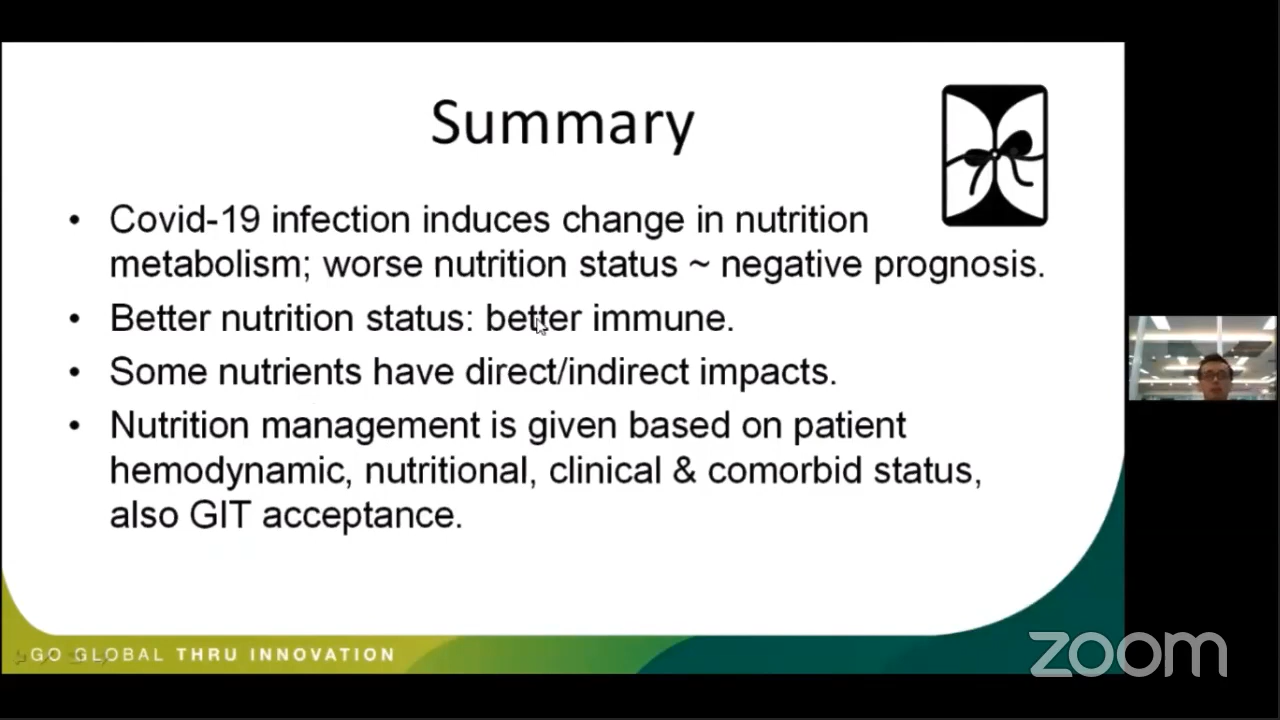 Summary
• Covid-19 infection induces change in nutrition
metabolism; worse nutrition status ~ negative prognosis.
• Better nutrition status: better immune.
• Some nutrients have direct/indirect impacts.
• Nutrition management is given based on patient
hemodynamic, nutritional, clinical & comorbid status,
also GIT acceptance.
GO GLOBAL THRU INNOVATION
zoom